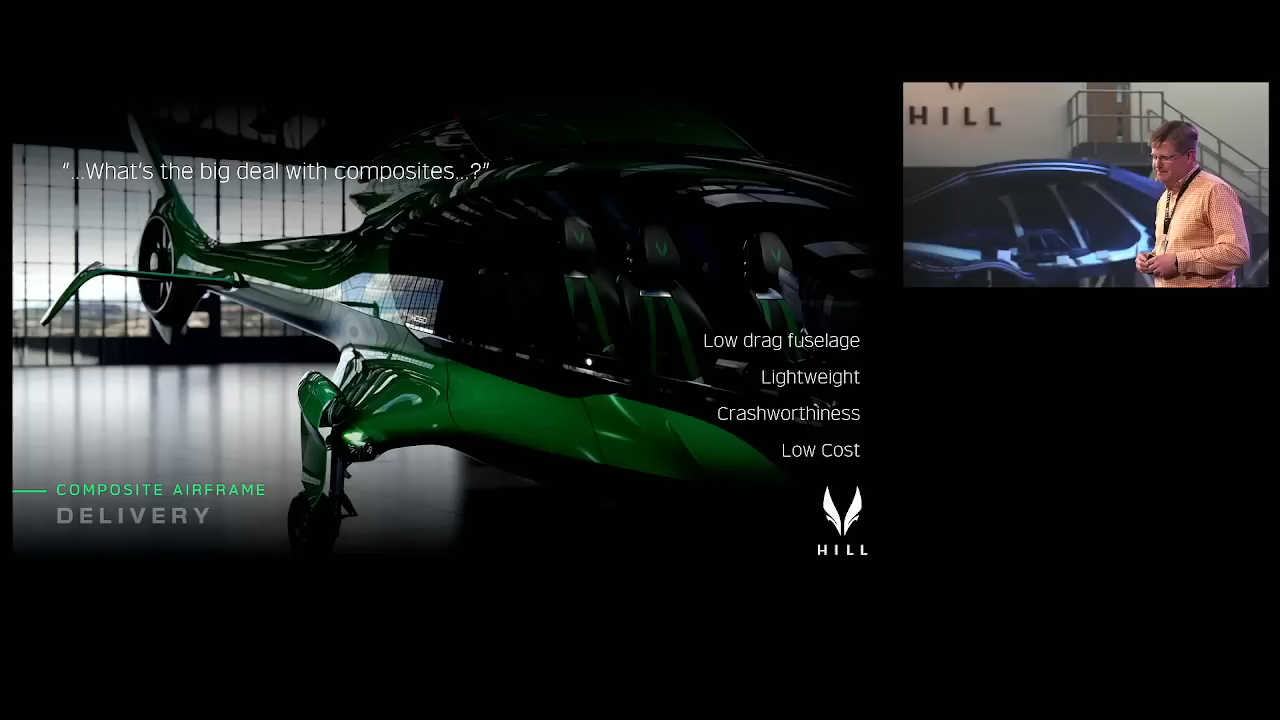 "...What's the big deal with composites...?"
Low drag fuselage
Lightweight
Crashworthiness
Low Cost
COMPOSITE AIRFRAME
DELIVERY
HILL
HILL